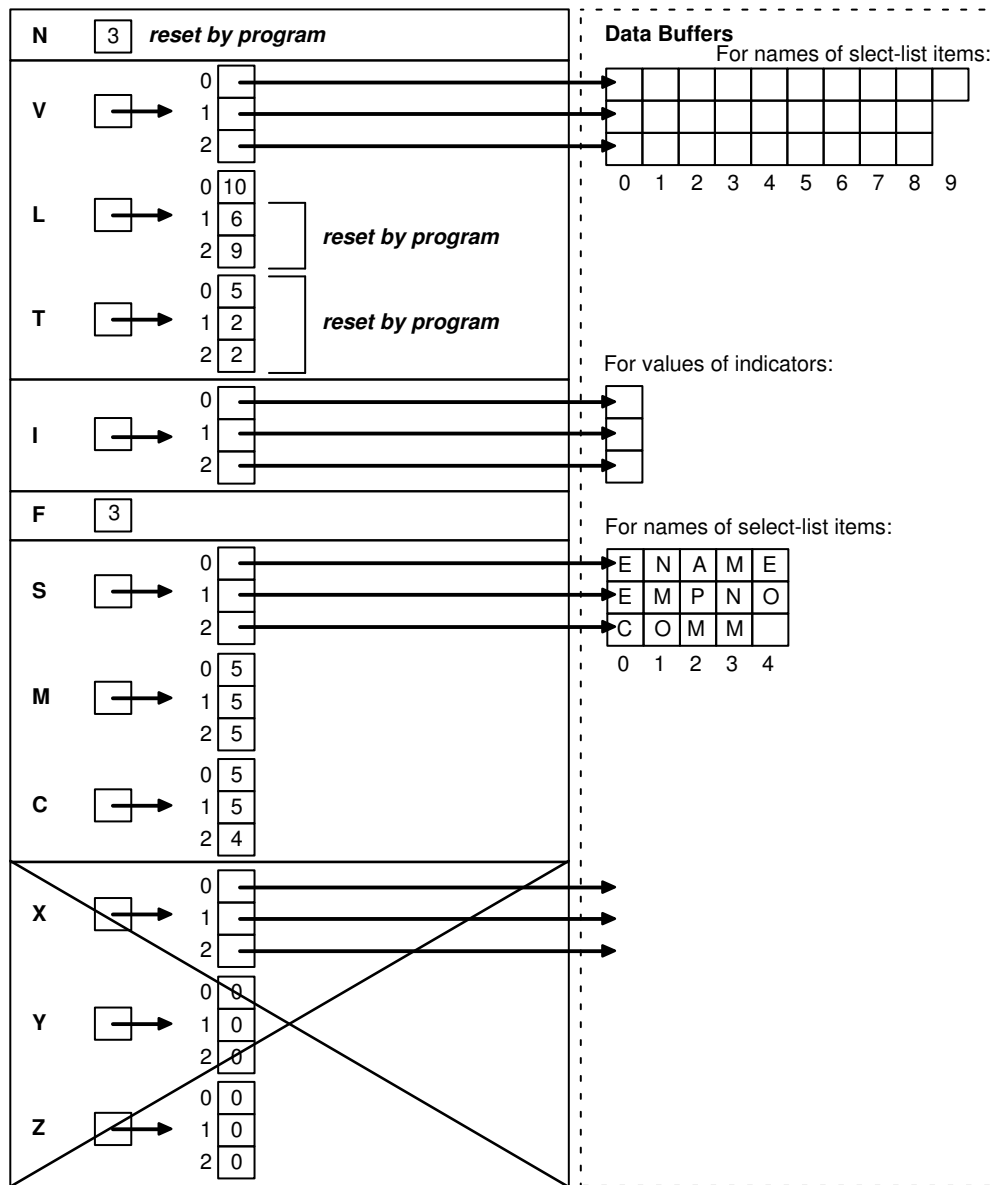 N 3 reset by program
Data Buffers
For names of slect-list items:
V
0
1
2
0 1 2 3 4 5 6 7 8 9
L
0 10
1 6
2 9
reset by program
T
0 5
1 2
2 2
reset by program
For values of indicators:
I
0
1
2
F 3
For names of select-list items:
S
0
1
2
E N A M E
E M P N O
C O M M
0 1 2 3 4
M
0 5
1 5
2 5
C
0 5
1 5
2 4
X
0
1
2
Y
0 0
1 0
2 0
Z
0 0
1 0
2 0